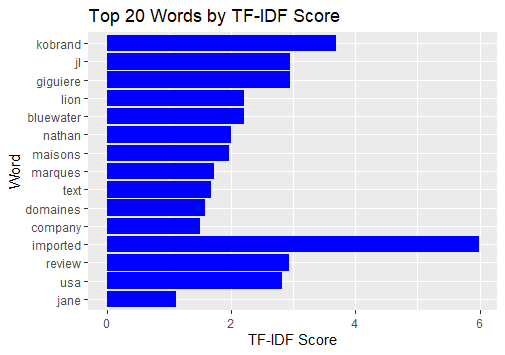 Top 20 Words by TF-IDF Score
Word
kobrand
jl
giguiere
lion
bluewater
nathan
maisons
marques
text
domaines
company
imported
review
usa
jane
0 2 4 6
TF-IDF Score